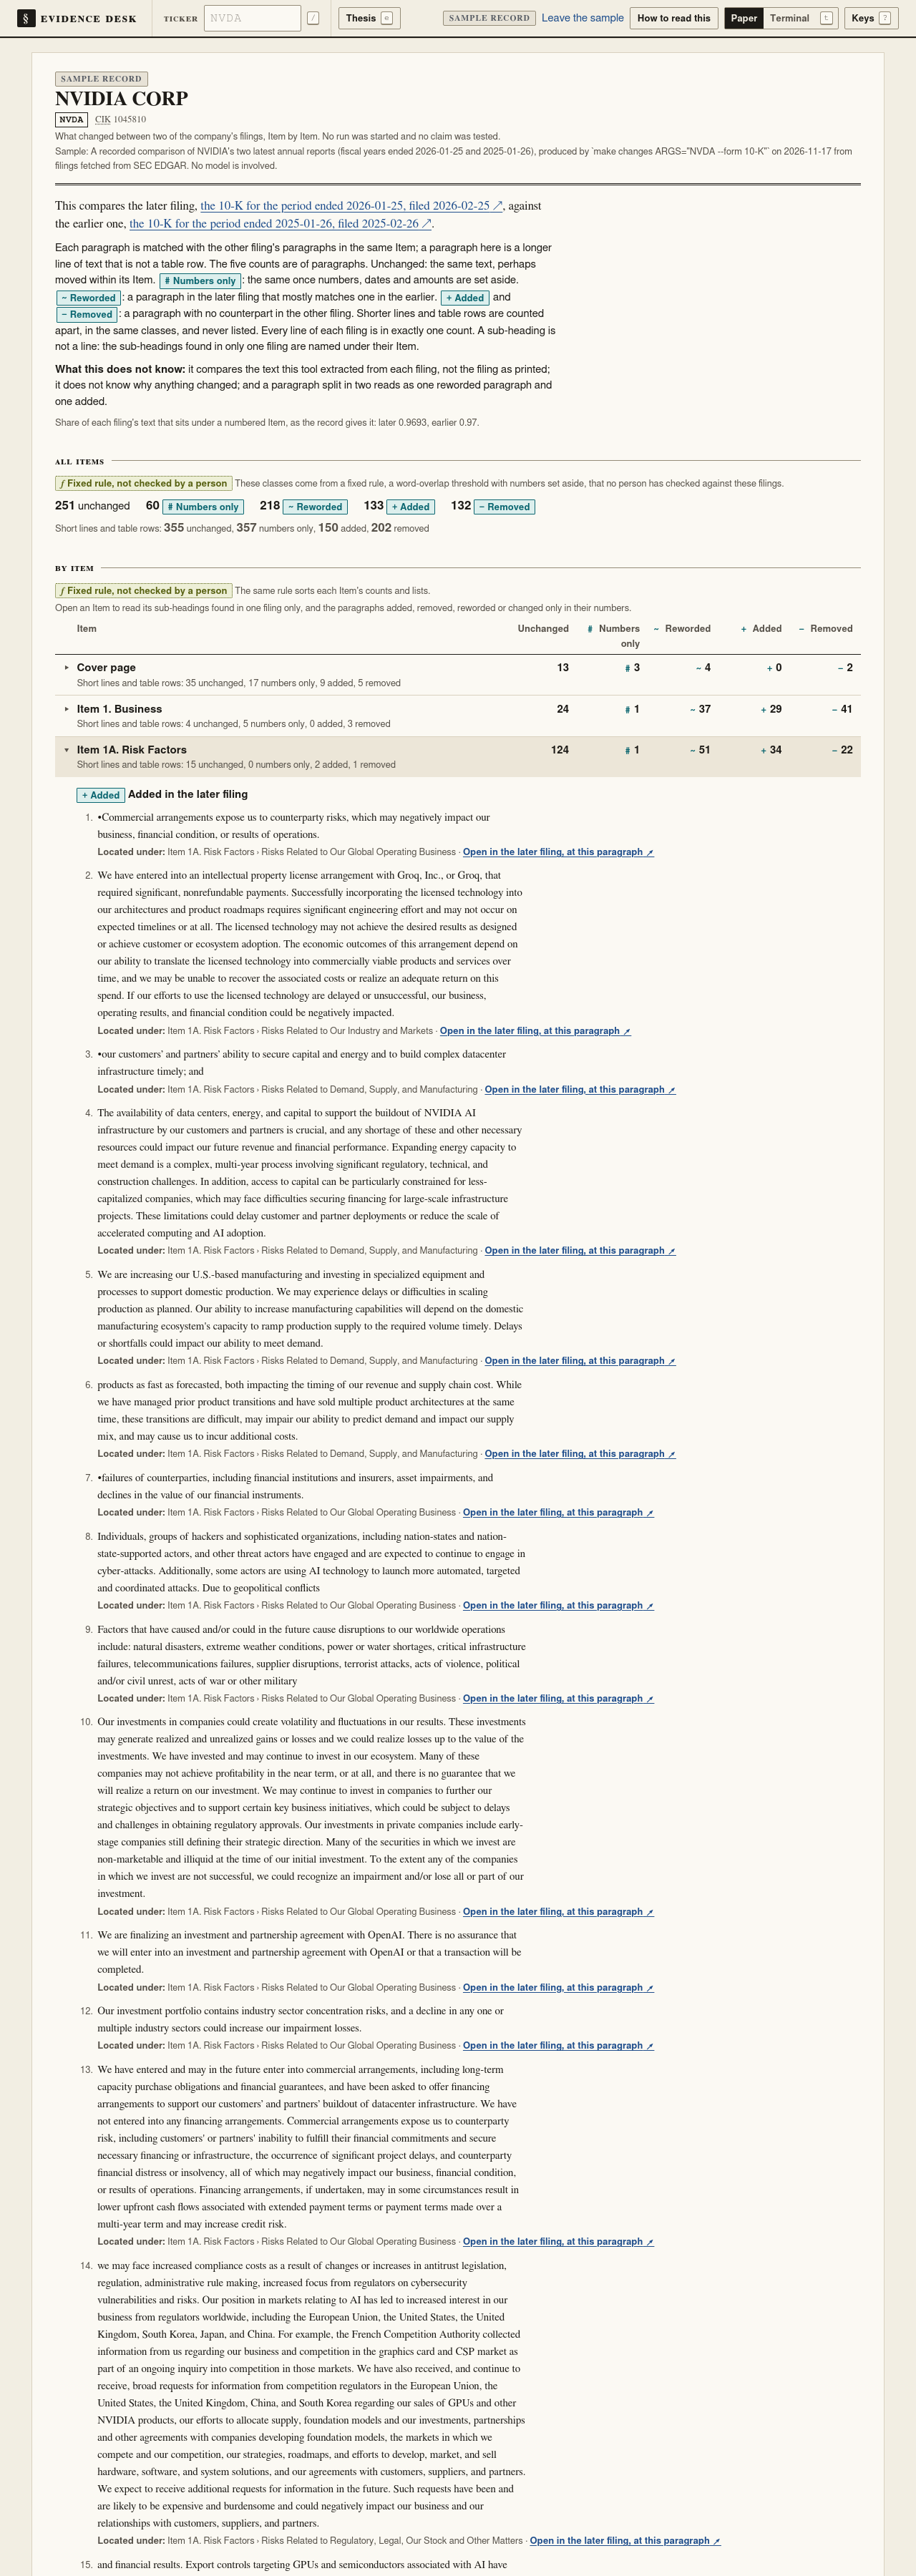 § EVIDENCE DESK TICKER NVDA / Thesis e SAMPLE RECORD Leave the sample How to read this Paper Terminal t Keys ?
SAMPLE RECORD
NVIDIA CORP
NVDA CIK 1045810
What changed between two of the company's filings, Item by Item. No run was started and no claim was tested.
Sample: A recorded comparison of NVIDIA's two latest annual reports (fiscal years ended 2026-01-25 and 2025-01-26), produced by `make changes ARGS="NVDA --form 10-K"` on 2026-11-17 from
filings fetched from SEC EDGAR. No model is involved.
This compares the later filing, the 10-K for the period ended 2026-01-25, filed 2026-02-25 ↗, against
the earlier one, the 10-K for the period ended 2025-01-26, filed 2025-02-26 ↗.
Each paragraph is matched with the other filing's paragraphs in the same Item; a paragraph here is a longer
line of text that is not a table row. The five counts are of paragraphs. Unchanged: the same text, perhaps
moved within its Item. # Numbers only: the same once numbers, dates and amounts are set aside.
~ Reworded: a paragraph in the later filing that mostly matches one in the earlier. + Added and
− Removed: a paragraph with no counterpart in the other filing. Shorter lines and table rows are counted
apart, in the same classes, and never listed. Every line of each filing is in exactly one count. A sub-heading is
not a line: the sub-headings found in only one filing are named under their Item.
What this does not know: it compares the text this tool extracted from each filing, not the filing as printed;
it does not know why anything changed; and a paragraph split in two reads as one reworded paragraph and
one added.
Share of each filing's text that sits under a numbered Item, as the record gives it: later 0.9693, earlier 0.97.
ALL ITEMS
ƒ Fixed rule, not checked by a person These classes come from a fixed rule, a word-overlap threshold with numbers set aside, that no person has checked against these filings.
251 unchanged 60 # Numbers only 218 ~ Reworded 133 + Added 132 − Removed
Short lines and table rows: 355 unchanged, 357 numbers only, 150 added, 202 removed
BY ITEM
ƒ Fixed rule, not checked by a person The same rule sorts each Item's counts and lists.
Open an Item to read its sub-headings found in one filing only, and the paragraphs added, removed, reworded or changed only in their numbers.
Item Unchanged # Numbers only ~ Reworded + Added − Removed
▸ Cover page 13 # 3 ~ 4 + 0 − 2
Short lines and table rows: 35 unchanged, 17 numbers only, 9 added, 5 removed
▸ Item 1. Business 24 # 1 ~ 37 + 29 − 41
Short lines and table rows: 4 unchanged, 5 numbers only, 0 added, 3 removed
▾ Item 1A. Risk Factors 124 # 1 ~ 51 + 34 − 22
Short lines and table rows: 15 unchanged, 0 numbers only, 2 added, 1 removed
+ Added Added in the later filing
1. •Commercial arrangements expose us to counterparty risks, which may negatively impact our
business, financial condition, or results of operations.
Located under: Item 1A. Risk Factors › Risks Related to Our Global Operating Business · Open in the later filing, at this paragraph ↗
2. We have entered into an intellectual property license arrangement with Groq, Inc., or Groq, that
required significant, nonrefundable payments. Successfully incorporating the licensed technology into
our architectures and product roadmaps requires significant engineering effort and may not occur on
expected timelines or at all. The licensed technology may not achieve the desired results as designed
or achieve customer or ecosystem adoption. The economic outcomes of this arrangement depend on
our ability to translate the licensed technology into commercially viable products and services over
time, and we may be unable to recover the associated costs or realize an adequate return on this
spend. If our efforts to use the licensed technology are delayed or unsuccessful, our business,
operating results, and financial condition could be negatively impacted.
Located under: Item 1A. Risk Factors › Risks Related to Our Industry and Markets · Open in the later filing, at this paragraph ↗
3. •our customers' and partners' ability to secure capital and energy and to build complex datacenter
infrastructure timely; and
Located under: Item 1A. Risk Factors › Risks Related to Demand, Supply, and Manufacturing · Open in the later filing, at this paragraph ↗
4. The availability of data centers, energy, and capital to support the buildout of NVIDIA AI
infrastructure by our customers and partners is crucial, and any shortage of these and other necessary
resources could impact our future revenue and financial performance. Expanding energy capacity to
meet demand is a complex, multi-year process involving significant regulatory, technical, and
construction challenges. In addition, access to capital can be particularly constrained for less-
capitalized companies, which may face difficulties securing financing for large-scale infrastructure
projects. These limitations could delay customer and partner deployments or reduce the scale of
accelerated computing and AI adoption.
Located under: Item 1A. Risk Factors › Risks Related to Demand, Supply, and Manufacturing · Open in the later filing, at this paragraph ↗
5. We are increasing our U.S.-based manufacturing and investing in specialized equipment and
processes to support domestic production. We may experience delays or difficulties in scaling
production as planned. Our ability to increase manufacturing capabilities will depend on the domestic
manufacturing ecosystem's capacity to ramp production supply to the required volume timely. Delays
or shortfalls could impact our ability to meet demand.
Located under: Item 1A. Risk Factors › Risks Related to Demand, Supply, and Manufacturing · Open in the later filing, at this paragraph ↗
6. products as fast as forecasted, both impacting the timing of our revenue and supply chain cost. While
we have managed prior product transitions and have sold multiple product architectures at the same
time, these transitions are difficult, may impair our ability to predict demand and impact our supply
mix, and may cause us to incur additional costs.
Located under: Item 1A. Risk Factors › Risks Related to Demand, Supply, and Manufacturing · Open in the later filing, at this paragraph ↗
7. •failures of counterparties, including financial institutions and insurers, asset impairments, and
declines in the value of our financial instruments.
Located under: Item 1A. Risk Factors › Risks Related to Our Global Operating Business · Open in the later filing, at this paragraph ↗
8. Individuals, groups of hackers and sophisticated organizations, including nation-states and nation-
state-supported actors, and other threat actors have engaged and are expected to continue to engage in
cyber-attacks. Additionally, some actors are using AI technology to launch more automated, targeted
and coordinated attacks. Due to geopolitical conflicts
Located under: Item 1A. Risk Factors › Risks Related to Our Global Operating Business · Open in the later filing, at this paragraph ↗
9. Factors that have caused and/or could in the future cause disruptions to our worldwide operations
include: natural disasters, extreme weather conditions, power or water shortages, critical infrastructure
failures, telecommunications failures, supplier disruptions, terrorist attacks, acts of violence, political
and/or civil unrest, acts of war or other military
Located under: Item 1A. Risk Factors › Risks Related to Our Global Operating Business · Open in the later filing, at this paragraph ↗
10. Our investments in companies could create volatility and fluctuations in our results. These investments
may generate realized and unrealized gains or losses and we could realize losses up to the value of the
investments. We have invested and may continue to invest in our ecosystem. Many of these
companies may not achieve profitability in the near term, or at all, and there is no guarantee that we
will realize a return on our investment. We may continue to invest in companies to further our
strategic objectives and to support certain key business initiatives, which could be subject to delays
and challenges in obtaining regulatory approvals. Our investments in private companies include early-
stage companies still defining their strategic direction. Many of the securities in which we invest are
non-marketable and illiquid at the time of our initial investment. To the extent any of the companies
in which we invest are not successful, we could recognize an impairment and/or lose all or part of our
investment.
Located under: Item 1A. Risk Factors › Risks Related to Our Global Operating Business · Open in the later filing, at this paragraph ↗
11. We are finalizing an investment and partnership agreement with OpenAI. There is no assurance that
we will enter into an investment and partnership agreement with OpenAI or that a transaction will be
completed.
Located under: Item 1A. Risk Factors › Risks Related to Our Global Operating Business · Open in the later filing, at this paragraph ↗
12. Our investment portfolio contains industry sector concentration risks, and a decline in any one or
multiple industry sectors could increase our impairment losses.
Located under: Item 1A. Risk Factors › Risks Related to Our Global Operating Business · Open in the later filing, at this paragraph ↗
13. We have entered and may in the future enter into commercial arrangements, including long-term
capacity purchase obligations and financial guarantees, and have been asked to offer financing
arrangements to support our customers' and partners' buildout of datacenter infrastructure. We have
not entered into any financing arrangements. Commercial arrangements expose us to counterparty
risk, including customers' or partners' inability to fulfill their financial commitments and secure
necessary financing or infrastructure, the occurrence of significant project delays, and counterparty
financial distress or insolvency, all of which may negatively impact our business, financial condition,
or results of operations. Financing arrangements, if undertaken, may in some circumstances result in
lower upfront cash flows associated with extended payment terms or payment terms made over a
multi-year term and may increase credit risk.
Located under: Item 1A. Risk Factors › Risks Related to Our Global Operating Business · Open in the later filing, at this paragraph ↗
14. we may face increased compliance costs as a result of changes or increases in antitrust legislation,
regulation, administrative rule making, increased focus from regulators on cybersecurity
vulnerabilities and risks. Our position in markets relating to AI has led to increased interest in our
business from regulators worldwide, including the European Union, the United States, the United
Kingdom, South Korea, Japan, and China. For example, the French Competition Authority collected
information from us regarding our business and competition in the graphics card and CSP market as
part of an ongoing inquiry into competition in those markets. We have also received, and continue to
receive, broad requests for information from competition regulators in the European Union, the
United States, the United Kingdom, China, and South Korea regarding our sales of GPUs and other
NVIDIA products, our efforts to allocate supply, foundation models and our investments, partnerships
and other agreements with companies developing foundation models, the markets in which we
compete and our competition, our strategies, roadmaps, and efforts to develop, market, and sell
hardware, software, and system solutions, and our agreements with customers, suppliers, and partners.
We expect to receive additional requests for information in the future. Such requests have been and
are likely to be expensive and burdensome and could negatively impact our business and our
relationships with customers, suppliers, and partners.
Located under: Item 1A. Risk Factors › Risks Related to Regulatory, Legal, Our Stock and Other Matters · Open in the later filing, at this paragraph ↗
15. and financial results. Export controls targeting GPUs and semiconductors associated with AI have